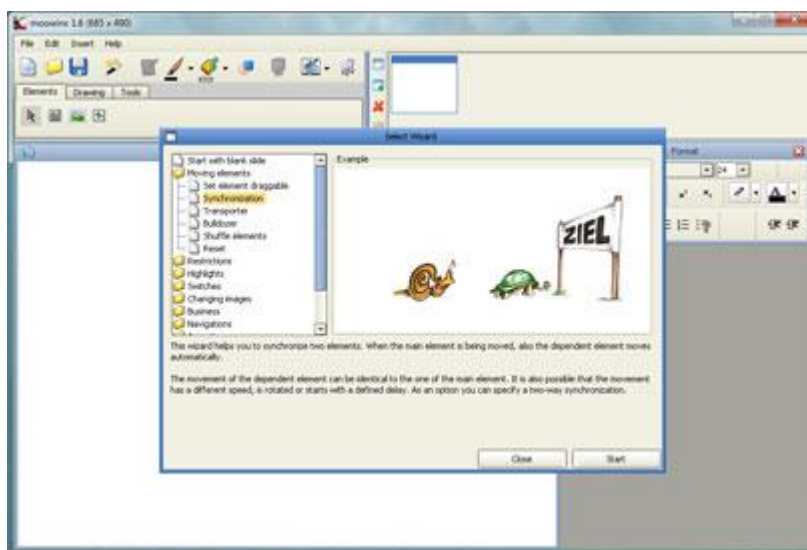 moowinx 1.6 (685 x 490)
File Edit Insert Help
Elements Drawing Tools
Select Wizard
Format
24
Start with blank slide
Moving elements
Set element draggable
Synchronization
Transporter
Bulldozer
Shuffle elements
Reset
Restrictions
Highlights
Switches
Changing images
Business
Navigations
Example
ZIEL
This wizard helps you to synchronize two elements. When the main element is being moved, also the dependent element moves
automatically.
The movement of the dependent element can be identical to the one of the main element. It is also possible that the movement
has a different speed, is rotated or starts with a defined delay. As an option you can specify a two-way synchronization.
Close Start